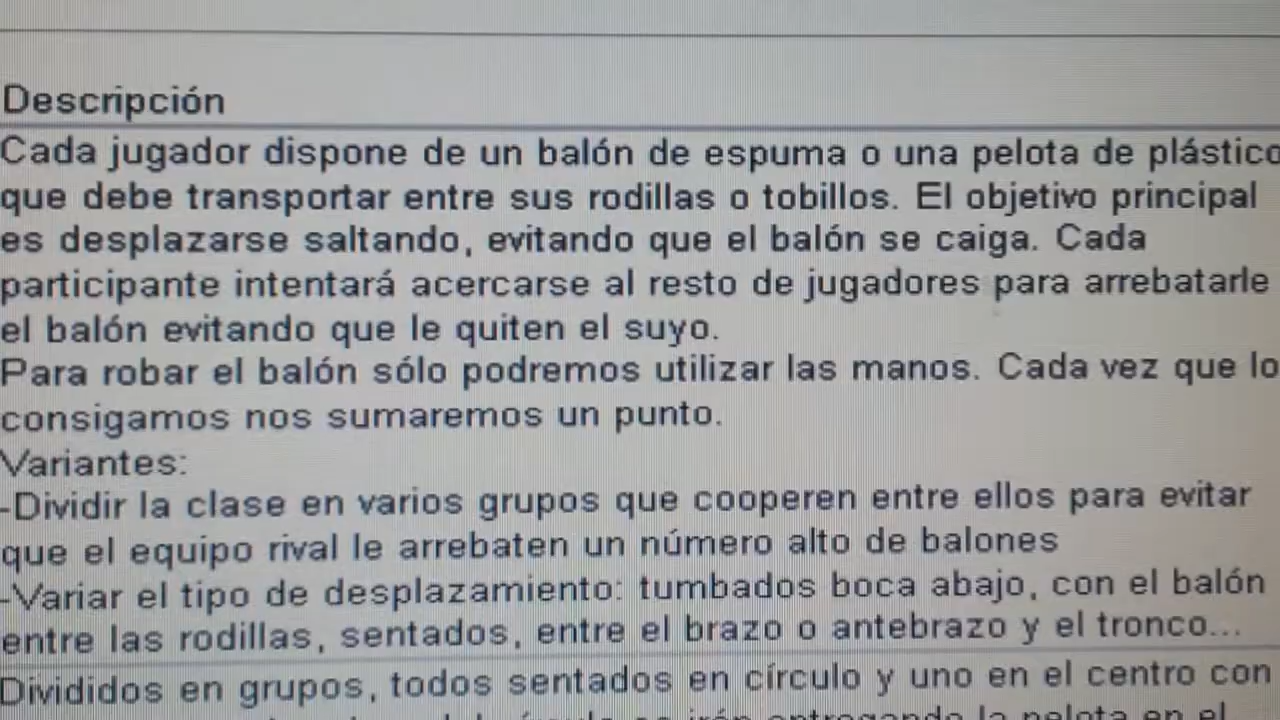 Descripción
Cada jugador dispone de un balón de espuma o una pelota de plástico
que debe transportar entre sus rodillas o tobillos. El objetivo principal
es desplazarse saltando, evitando que el balón se caiga. Cada
participante intentará acercarse al resto de jugadores para arrebatarle
el balón evitando que le quiten el suyo.
Para robar el balón sólo podremos utilizar las manos. Cada vez que lo
consigamos nos sumaremos un punto.
Variantes:
-Dividir la clase en varios grupos que cooperen entre ellos para evitar
que el equipo rival le arrebaten un número alto de balones
-Variar el tipo de desplazamiento: tumbados boca abajo, con el balón
entre las rodillas, sentados, entre el brazo o antebrazo y el tronco...
Divididos en grupos, todos sentados en círculo y uno en el centro con
entregando la pelota en el